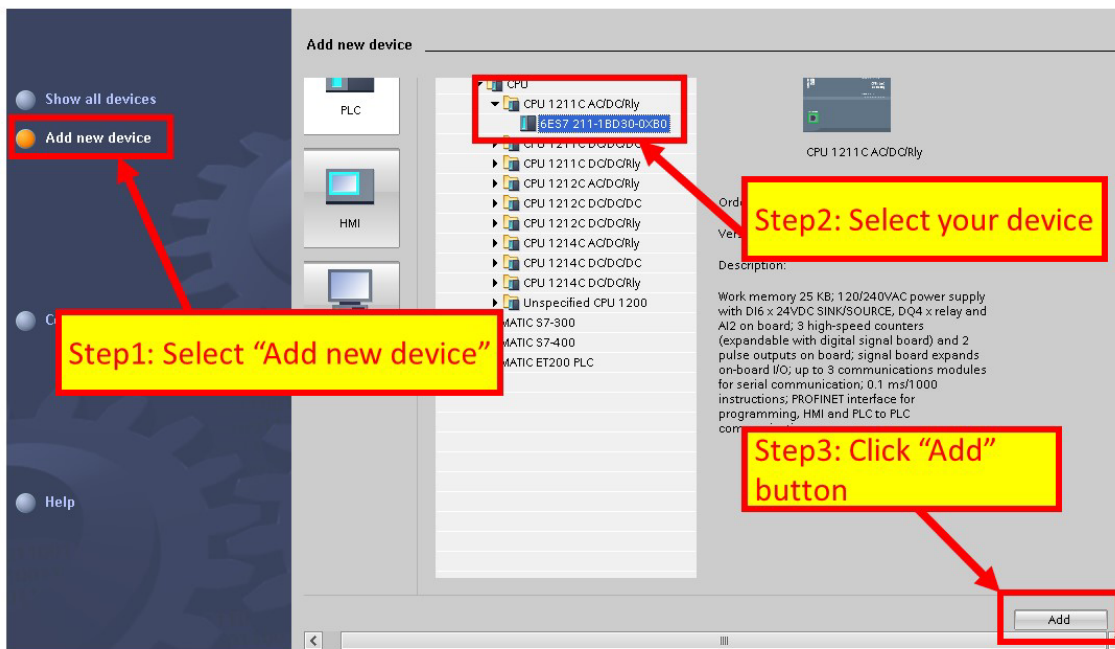 Add new device
Show all devices
Add new device
PLC
HMI
CPU
CPU 1211C AC/DC/Rly
6ES7 211-1BD30-0XB0
CPU 1211C DC/DC/DC
CPU 1211C DC/DC/Rly
CPU 1212C AC/DC/Rly
CPU 1212C DC/DC/DC
CPU 1212C DC/DC/Rly
CPU 1214C AC/DC/Rly
CPU 1214C DC/DC/DC
CPU 1214C DC/DC/Rly
Unspecified CPU 1200
MATIC S7-300
MATIC S7-400
MATIC ET200 PLC
CPU 1211C AC/DC/Rly
Step2: Select your device
Description:
Work memory 25 KB; 120/240VAC power supply
with DI6 x 24VDC SINK/SOURCE, DQ4 x relay and
AI2 on board; 3 high-speed counters
(expandable with digital signal board) and 2
pulse outputs on board; signal board expands
on-board I/O; up to 3 communications modules
for serial communication; 0.1 ms/1000
instructions; PROFINET interface for
programming, HMI and PLC to PLC
Step1: Select “Add new device”
Step3: Click “Add”
button
Help
Add